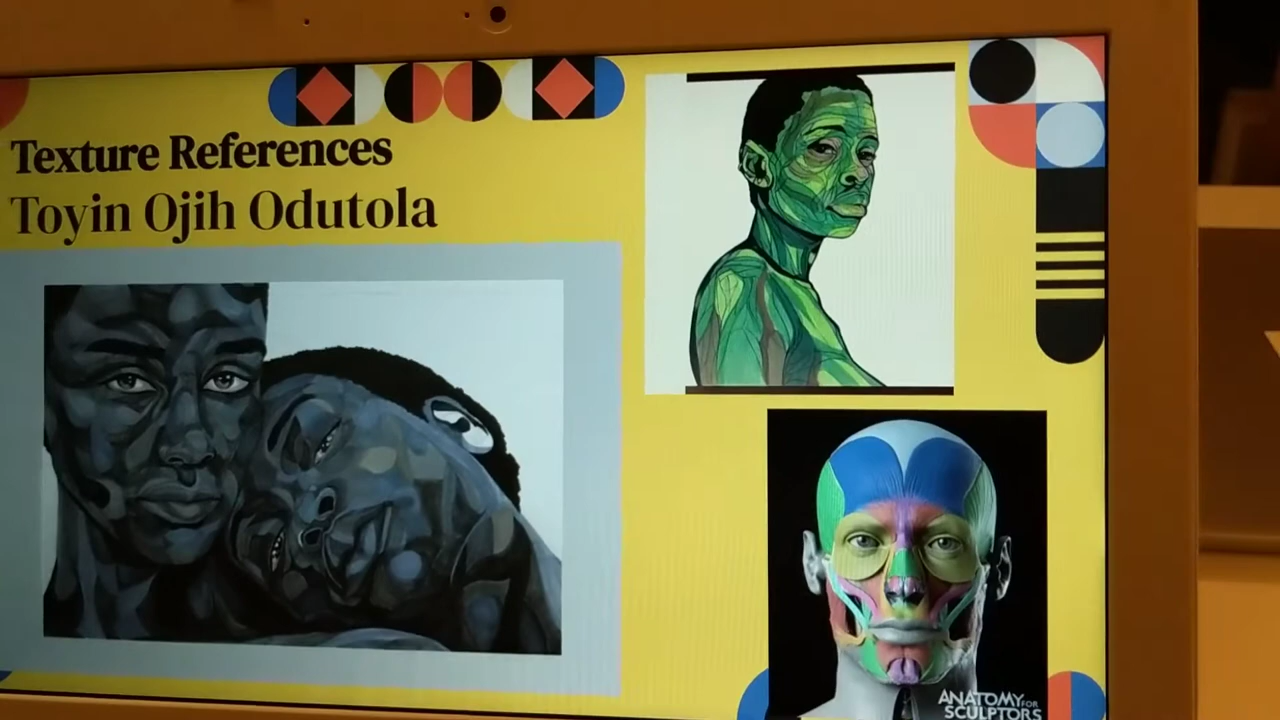 Texture References
Toyin Ojih Odutola
ANATOMY FOR
SCULPTORS